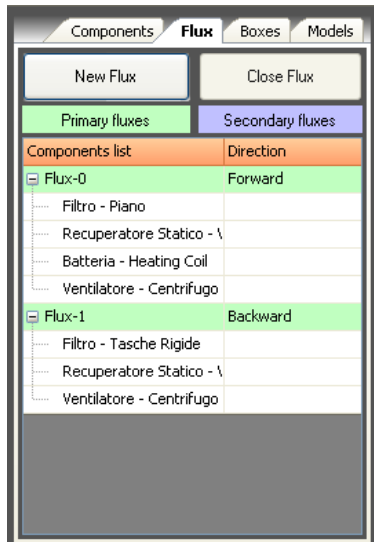 Components Flux Boxes Models
New Flux Close Flux
Primary fluxes Secondary fluxes
Components list Direction
Flux-0 Forward
Filtro - Piano
Recuperatore Statico -
Batteria - Heating Coil
Ventilatore - Centrifugo
Flux-1 Backward
Filtro - Tasche Rigide
Recuperatore Statico -
Ventilatore - Centrifugo